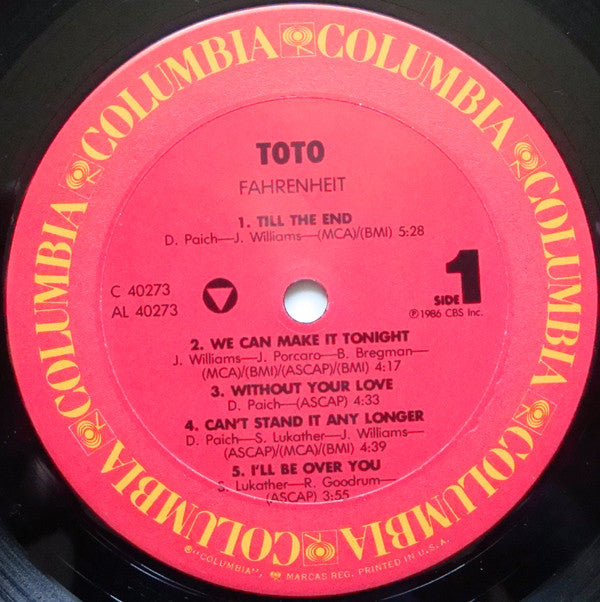 COLUMBIA COLUMBIA COLUMBIA COLUMBIA COLUMBIA COLUMBIA COLUMBIA COLUMBIA
TOTO
FAHRENHEIT
1. TILL THE END
D. Paich—J. Williams—(MCA)/(BMI) 5:28
C 40273
AL 40273
SIDE 1
℗1986 CBS Inc.
2. WE CAN MAKE IT TONIGHT
J. Williams—J. Porcaro—B. Bregman—
(MCA)/(BMI)/(ASCAP)/(BMI) 4:17
3. WITHOUT YOUR LOVE
D. Paich—(ASCAP) 4:33
4. CAN'T STAND IT ANY LONGER
D. Paich—S. Lukather—J. Williams—
(ASCAP)/(MCA)/(BMI) 4:39
5. I'LL BE OVER YOU
S. Lukather—R. Goodrum—
(ASCAP) 3:55
®"COLUMBIA", MARCAS REG. PRINTED IN U.S.A.